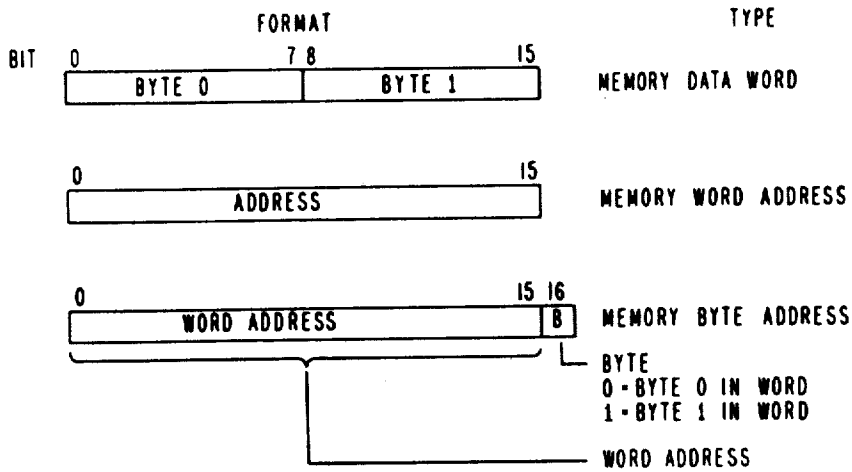 FORMAT TYPE
BIT 0 7 8 15
BYTE 0 BYTE 1 MEMORY DATA WORD
0 15
ADDRESS MEMORY WORD ADDRESS
0 15 16
WORD ADDRESS B MEMORY BYTE ADDRESS
BYTE
0=BYTE 0 IN WORD
1=BYTE 1 IN WORD
WORD ADDRESS